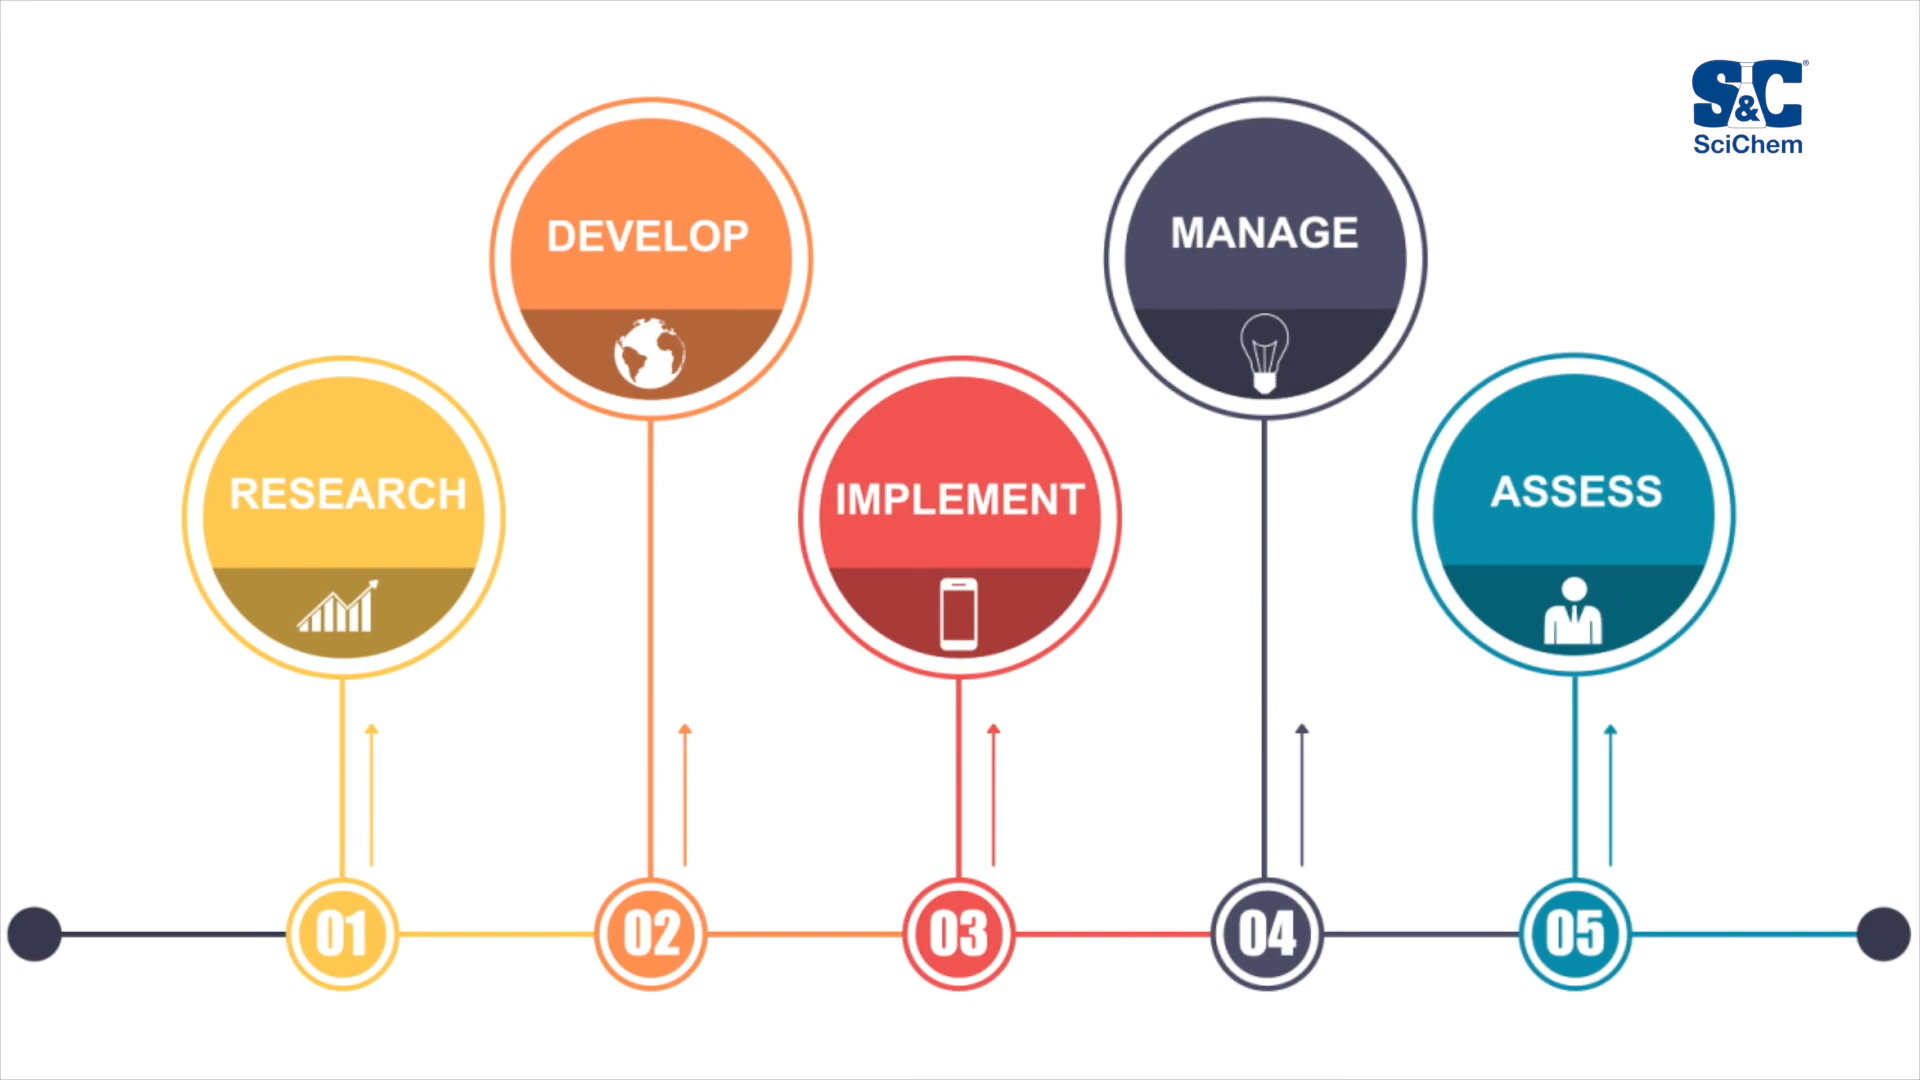 S&C®
SciChem
DEVELOP
MANAGE
RESEARCH
IMPLEMENT
ASSESS
01
02
03
04
05